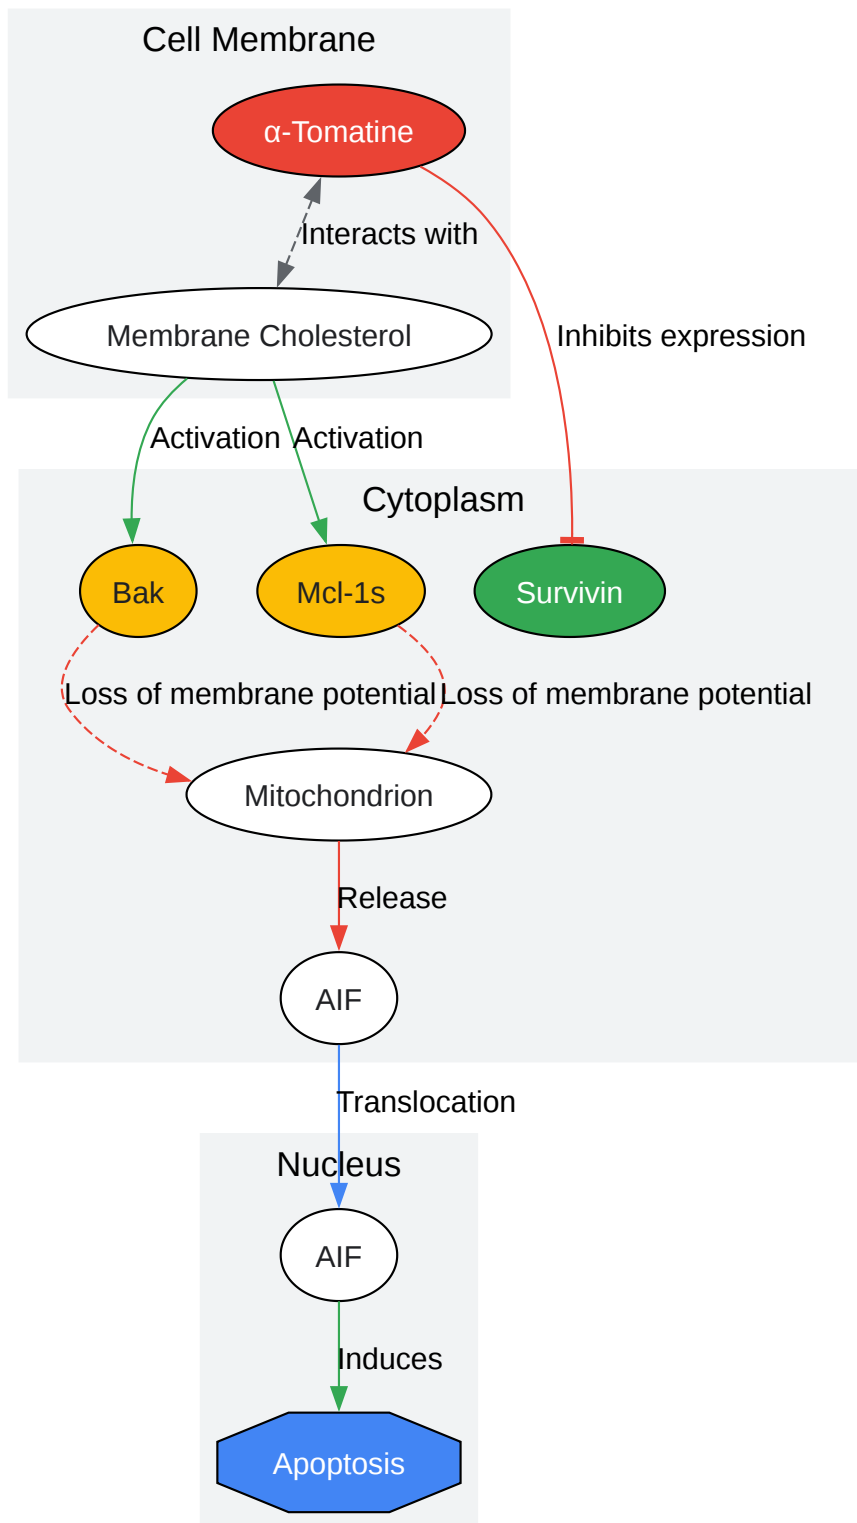 Cell Membrane
α-Tomatine
Interacts with
Membrane Cholesterol
Inhibits expression
Activation
Activation
Cytoplasm
Bak
Mcl-1s
Survivin
Loss of membrane potential
Loss of membrane potential
Mitochondrion
Release
AIF
Translocation
Nucleus
AIF
Induces
Apoptosis